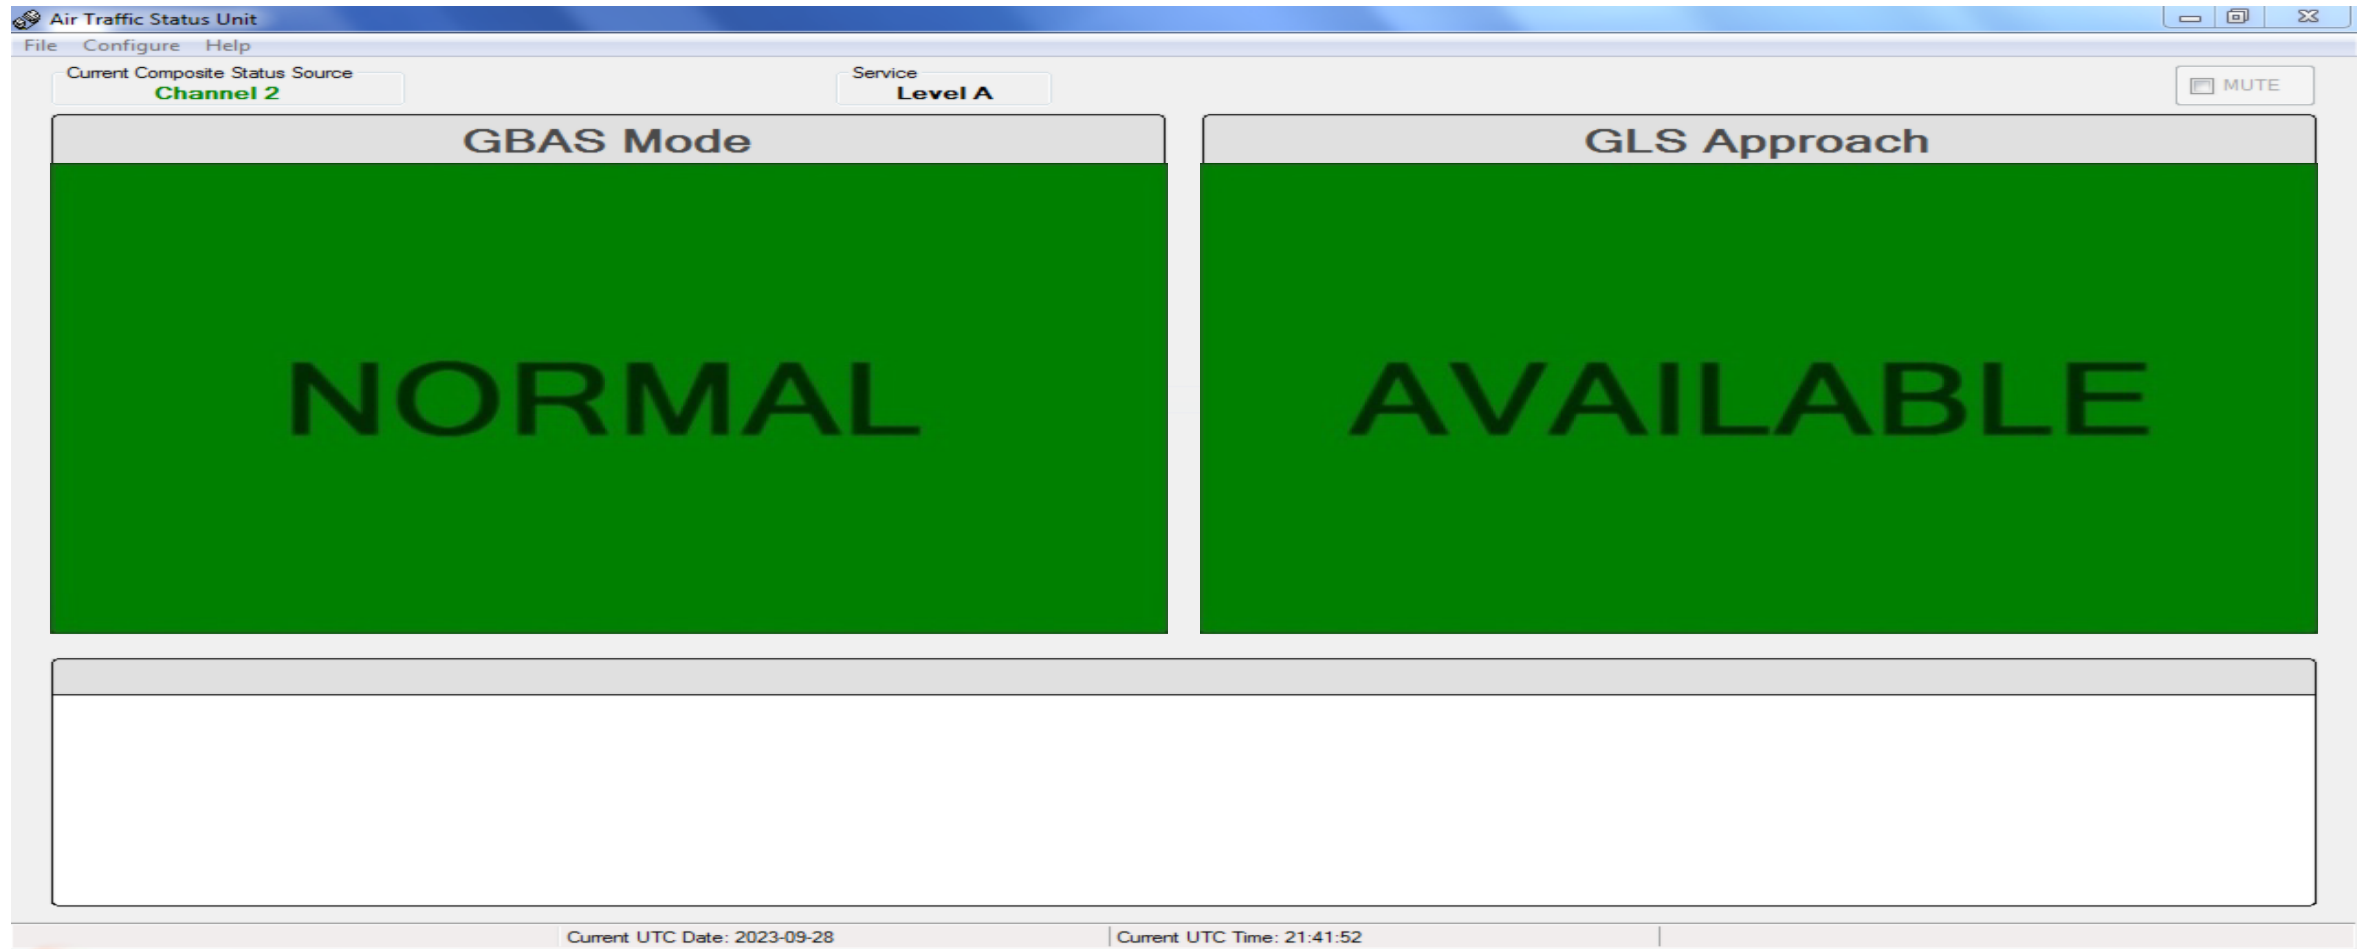 Air Traffic Status Unit
File Configure Help
Current Composite Status Source
Channel 2
Service
Level A
MUTE
GBAS Mode
GLS Approach
NORMAL
AVAILABLE
Current UTC Date: 2023-09-28
Current UTC Time: 21:41:52